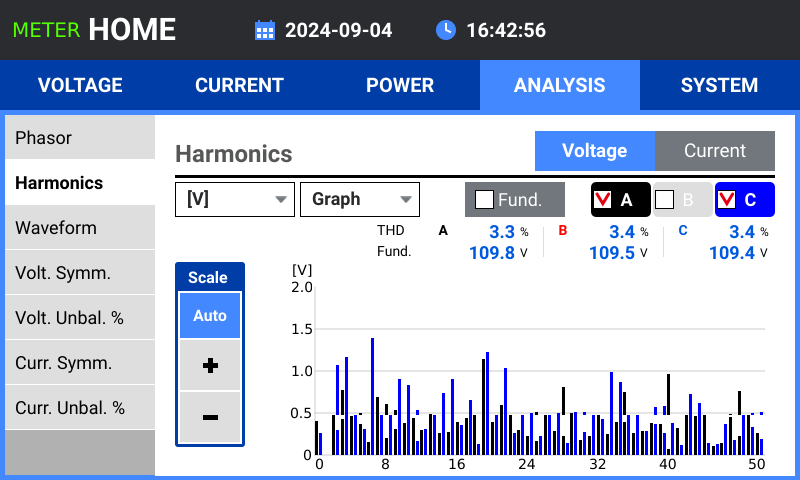 METER HOME 2024-09-04 16:42:56
VOLTAGE CURRENT POWER ANALYSIS SYSTEM
Phasor
Harmonics
Waveform
Volt. Symm.
Volt. Unbal. %
Curr. Symm.
Curr. Unbal. %
Harmonics Voltage Current
[V] Graph Fund. A B C
THD A 3.3 % B 3.4 % C 3.4 %
Fund. 109.8 V 109.5 V 109.4 V
Scale
Auto
+
−
[V]
2.0
1.5
1.0
0.5
0
0 8 16 24 32 40 50